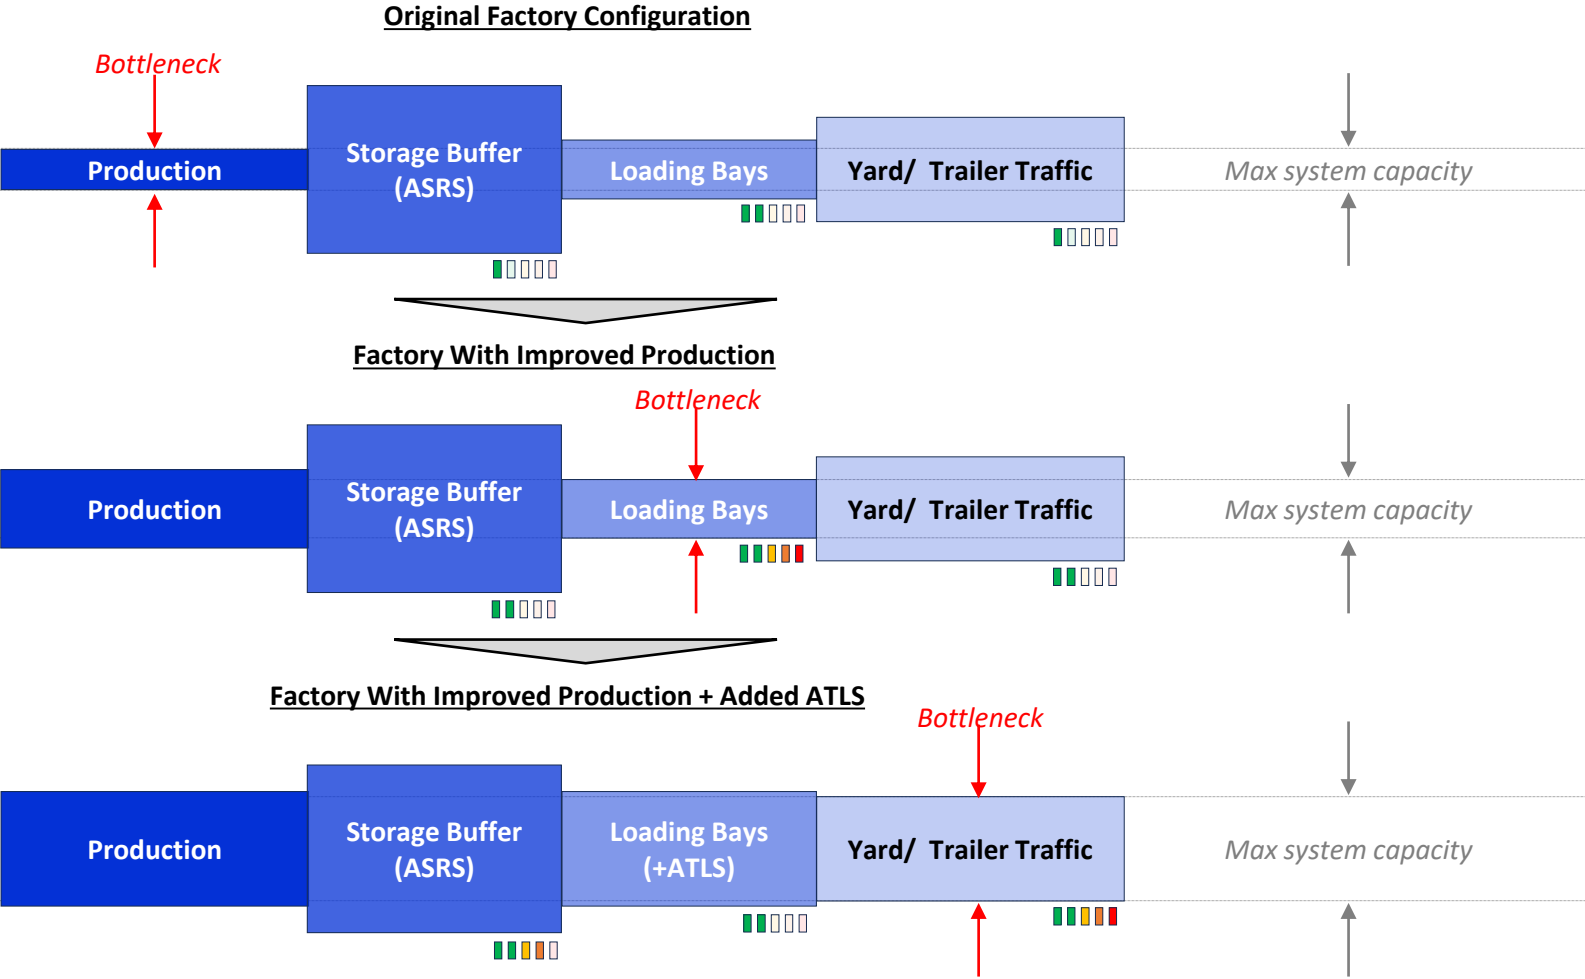 Original Factory Configuration
Bottleneck
Production
Storage Buffer
(ASRS)
Loading Bays
Yard/  Trailer Traffic
Max system capacity
Factory With Improved Production
Bottleneck
Production
Storage Buffer
(ASRS)
Loading Bays
Yard/  Trailer Traffic
Max system capacity
Factory With Improved Production + Added ATLS
Bottleneck
Production
Storage Buffer
(ASRS)
Loading Bays
(+ATLS)
Yard/  Trailer Traffic
Max system capacity